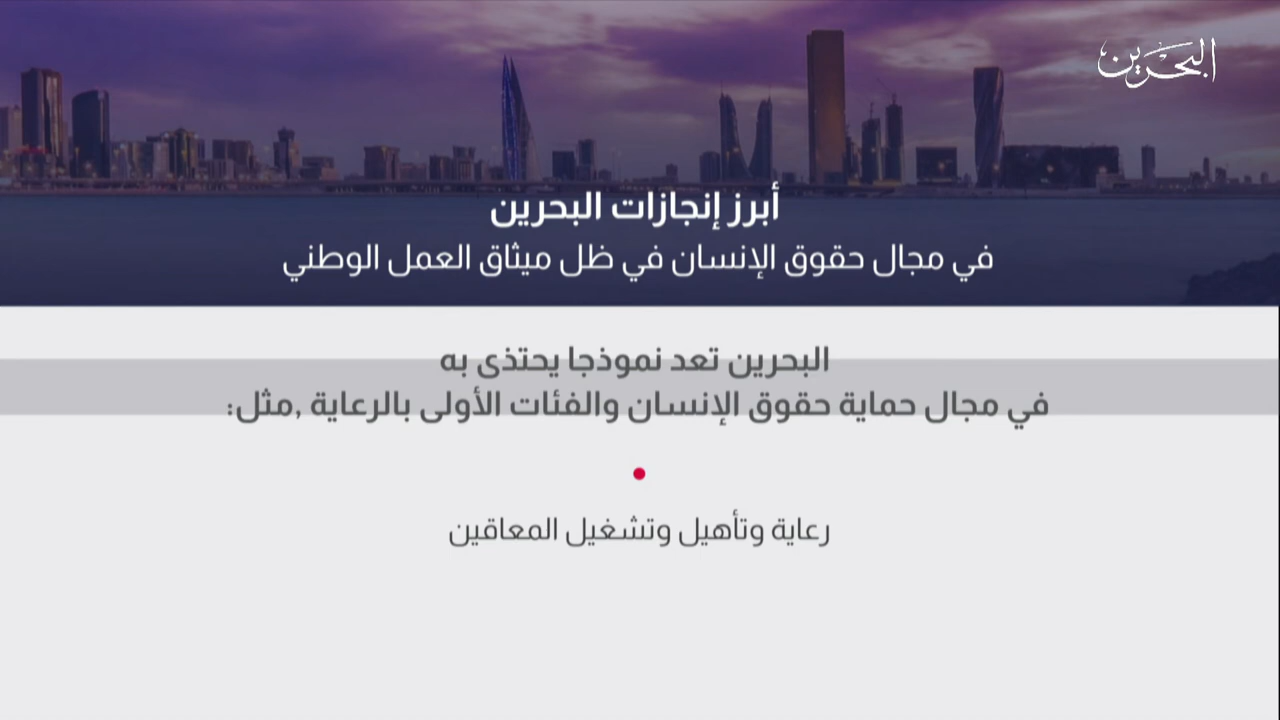 البحرين
أبرز إنجازات البحرين
في مجال حقوق الإنسان في ظل ميثاق العمل الوطني
البحرين تعد نموذجا يحتذى به
في مجال حماية حقوق الإنسان والفئات الأولى بالرعاية ,مثل:
رعاية وتأهيل وتشغيل المعاقين